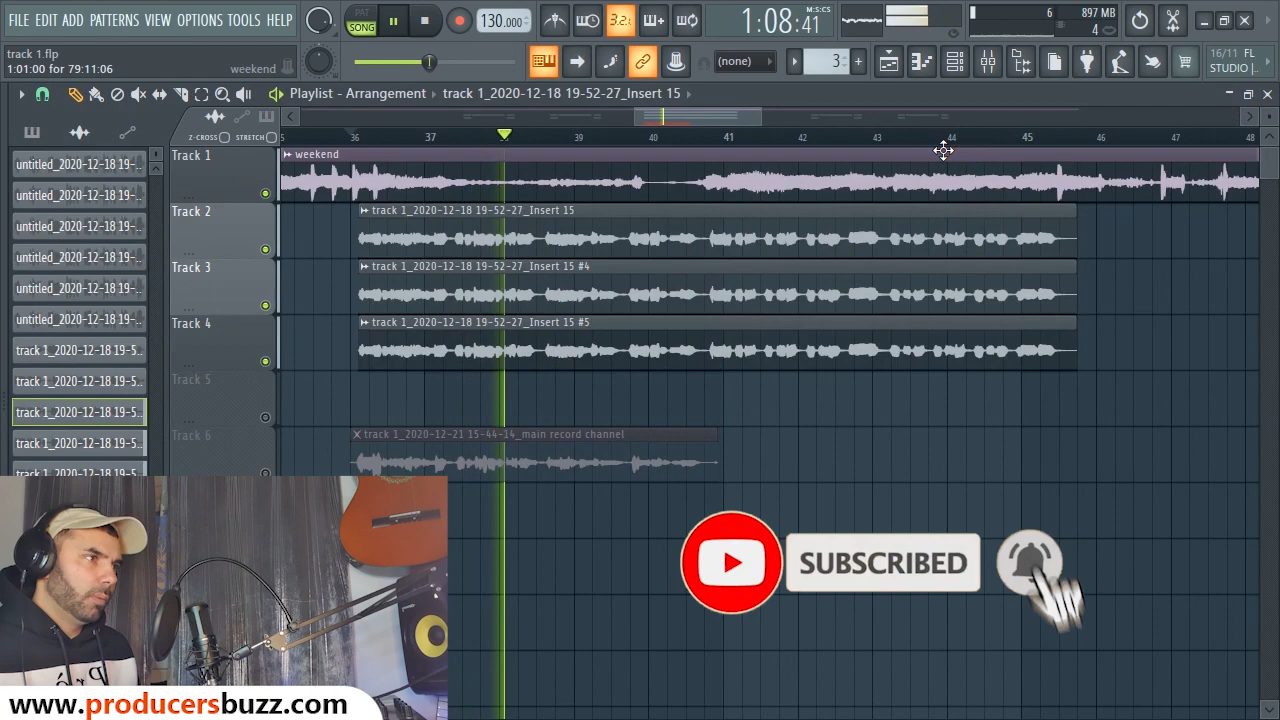 FILE EDIT ADD PATTERNS VIEW OPTIONS TOOLS HELP
PAT
SONG
130.000
3.2.
1:08:41
M:S:CS
6
897 MB
4
track 1.flp
1:01:00 for 79:11:06
weekend
(none)
3
16/11 FL
STUDIO |..
Playlist - Arrangement
track 1_2020-12-18 19-52-27_Insert 15
Z-CROSS
STRETCH
5
36
37
39
40
41
42
43
44
45
46
47
48
untitled_2020-12-18 19-..
untitled_2020-12-18 19-..
untitled_2020-12-18 19-..
untitled_2020-12-18 19-..
untitled_2020-12-18 19-..
untitled_2020-12-18 19-..
track 1_2020-12-18 19-5..
track 1_2020-12-18 19-5..
track 1_2020-12-18 19-5..
track 1_2020-12-18 19-5..
track 1_2020-12-18 19-5..
Track 1
weekend
Track 2
track 1_2020-12-18 19-52-27_Insert 15
Track 3
track 1_2020-12-18 19-52-27_Insert 15 #4
Track 4
track 1_2020-12-18 19-52-27_Insert 15 #5
Track 5
Track 6
track 1_2020-12-21 15-44-14_main record channel
SUBSCRIBED
www.producersbuzz.com